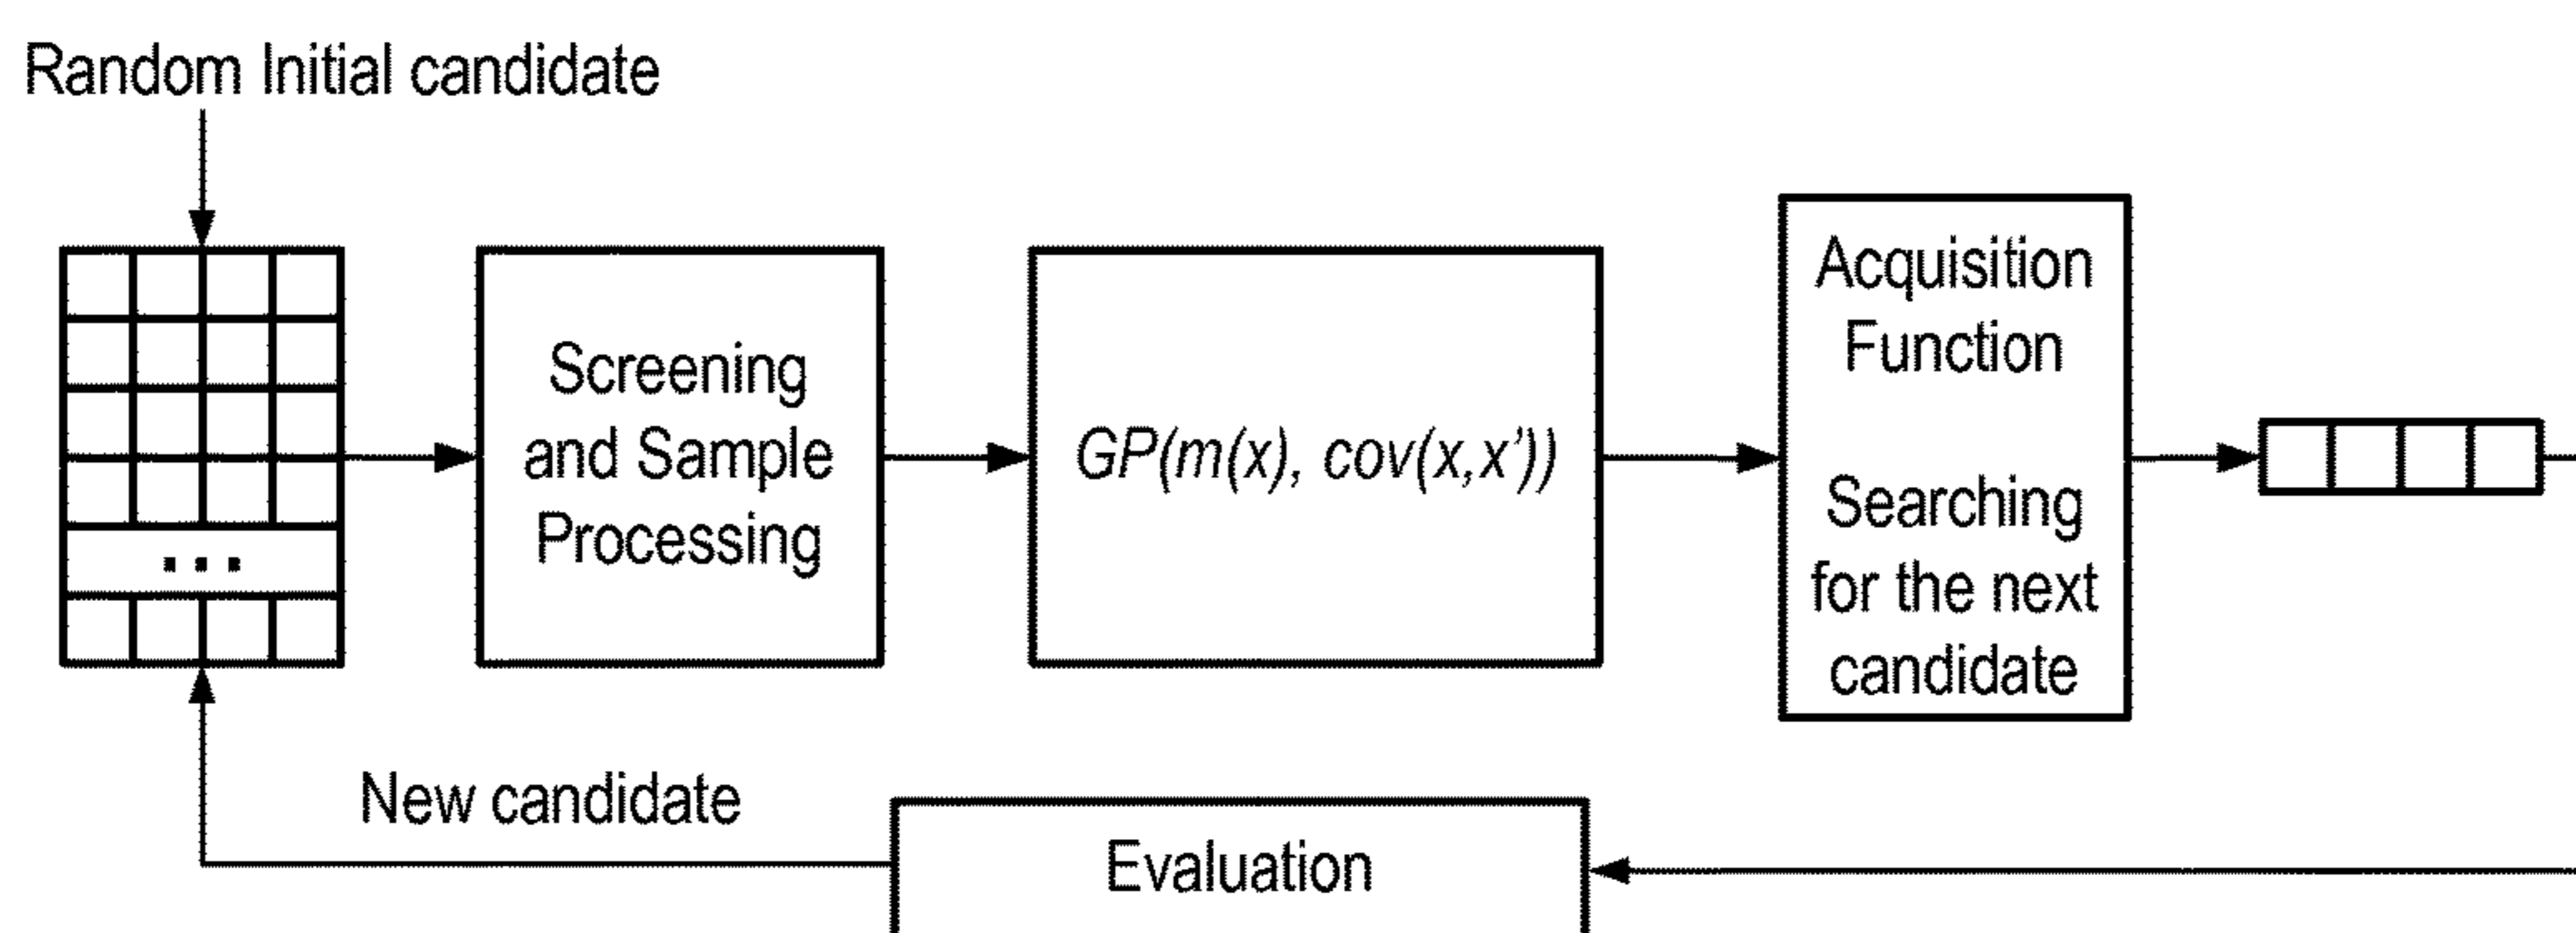 Random Initial candidate
Screening
and Sample
Processing
GP(m(x), cov(x,x'))
Acquisition
Function
Searching
for the next
candidate
...
New candidate
Evaluation